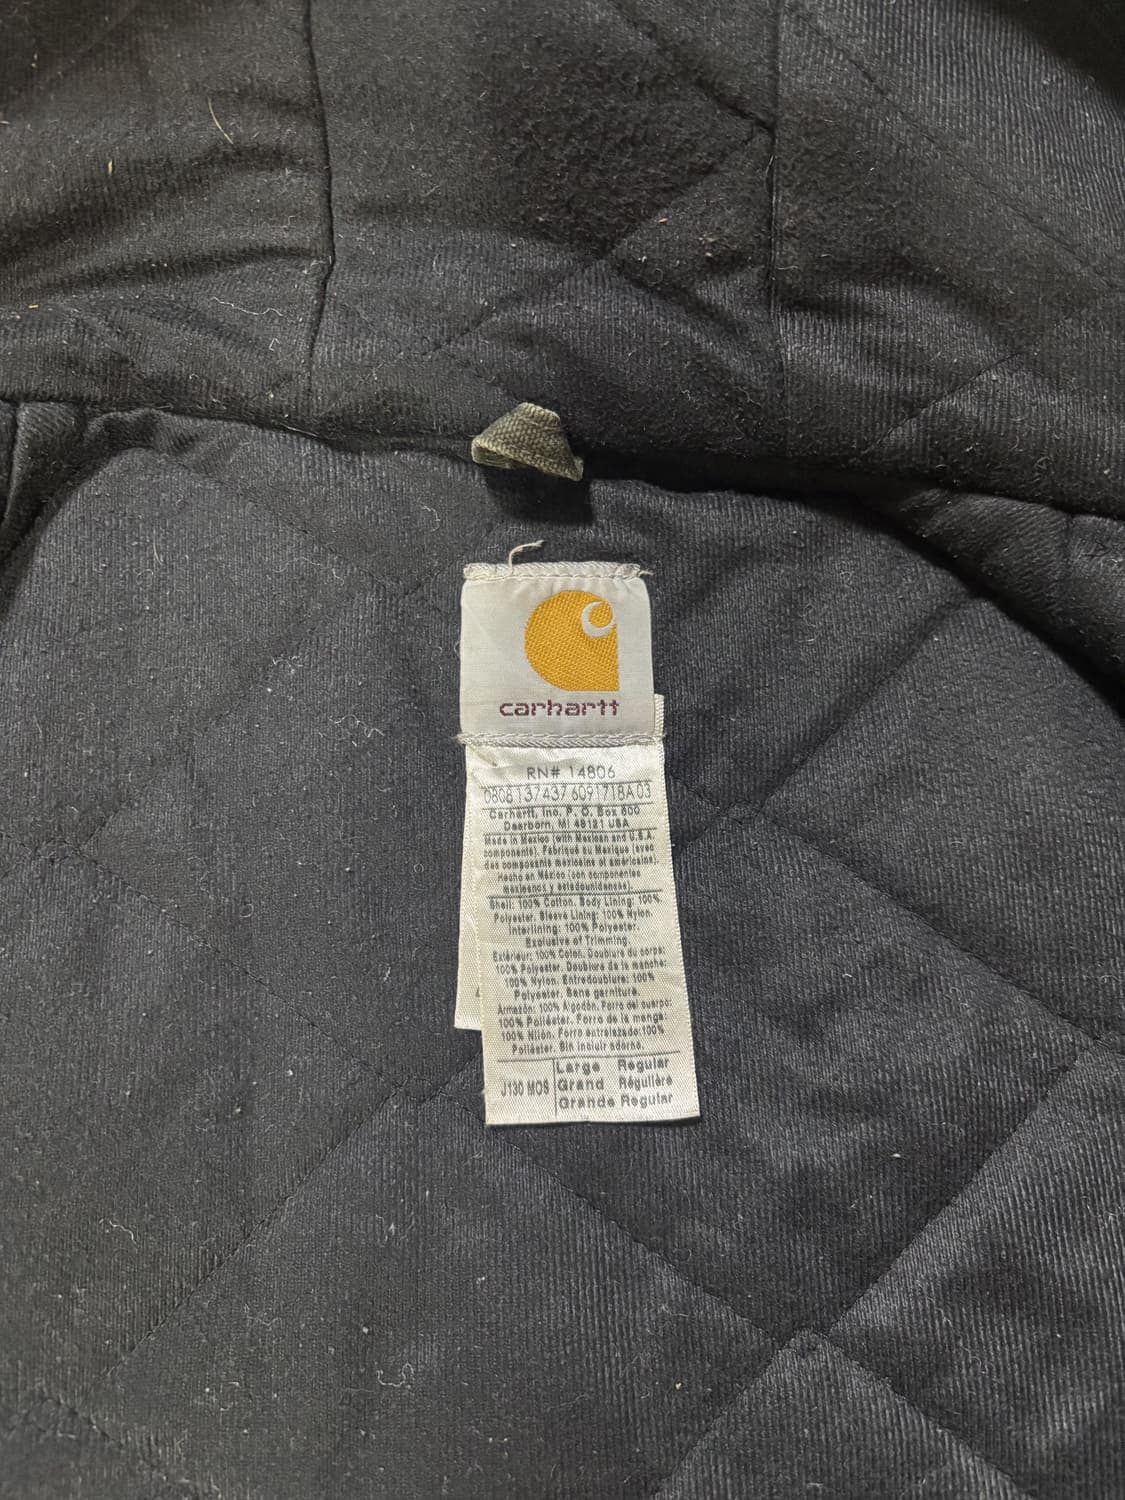 carhartt
RN# 14806
0808 137437 6091718A 03
Carhartt, Inc. P. O. Box 600
Dearborn, MI 48121 USA
Made in Mexico (with Mexican and U.S.A.
components). Fabriqué au Mexique (avec
des composants mexicains et américains).
Hecho en México (con componentes
mexicanos y estadounidenses).
Shell: 100% Cotton. Body Lining: 100%
Polyester. Sleeve Lining: 100% Nylon.
Interlining: 100% Polyester.
Exclusive of Trimming.
Extérieur: 100% Coton. Doublure du corps:
100% Polyester. Doublure de la manche:
100% Nylon. Entredoublure: 100%
Polyester. Sans garniture.
Armazón: 100% Algodón. Forro del cuerpo:
100% Poliéster. Forro de la manga:
100% Nilón. Forro entrelazado:100%
Poliéster. Sin incluir adorno.
J130 MOS
Large Regular
Grand Régulière
Grande Regular